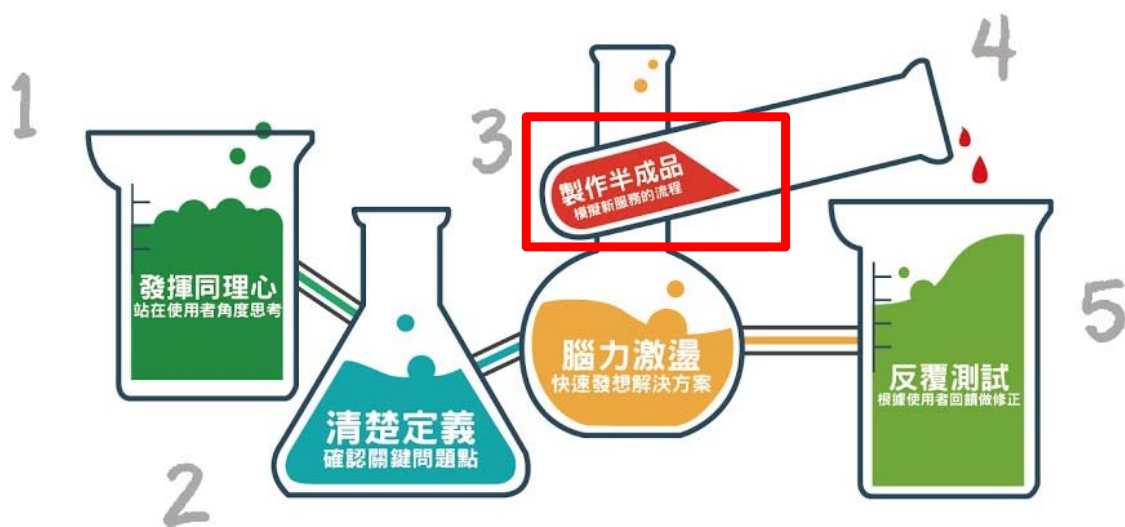 1
發揮同理心
站在使用者角度思考
2
清楚定義
確認關鍵問題點
3
腦力激盪
快速發想解決方案
4
製作半成品
模擬新服務的流程
5
反覆測試
根據使用者回饋做修正